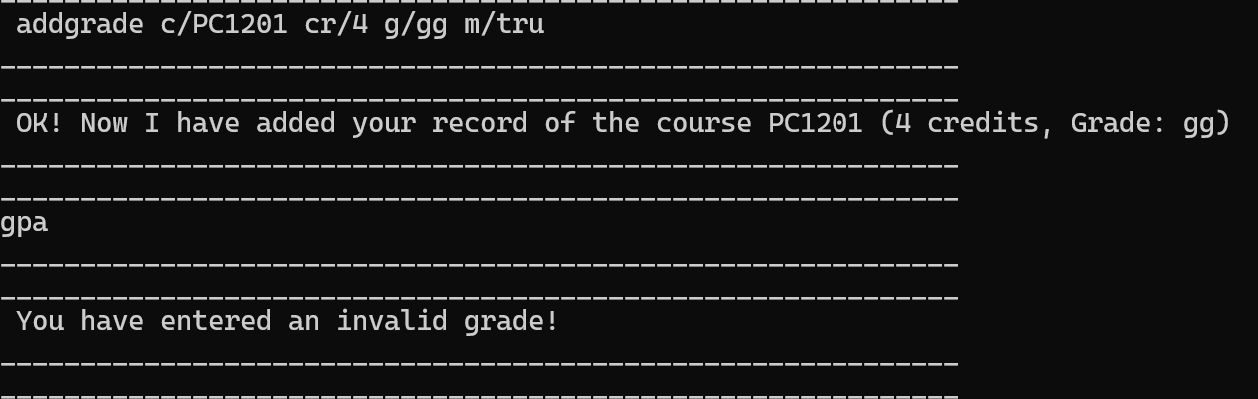 ____________________________________________________________
addgrade c/PC1201 cr/4 g/gg m/tru
____________________________________________________________
____________________________________________________________
OK! Now I have added your record of the course PC1201 (4 credits, Grade: gg)
____________________________________________________________
____________________________________________________________
gpa
____________________________________________________________
____________________________________________________________
You have entered an invalid grade!
____________________________________________________________
____________________________________________________________